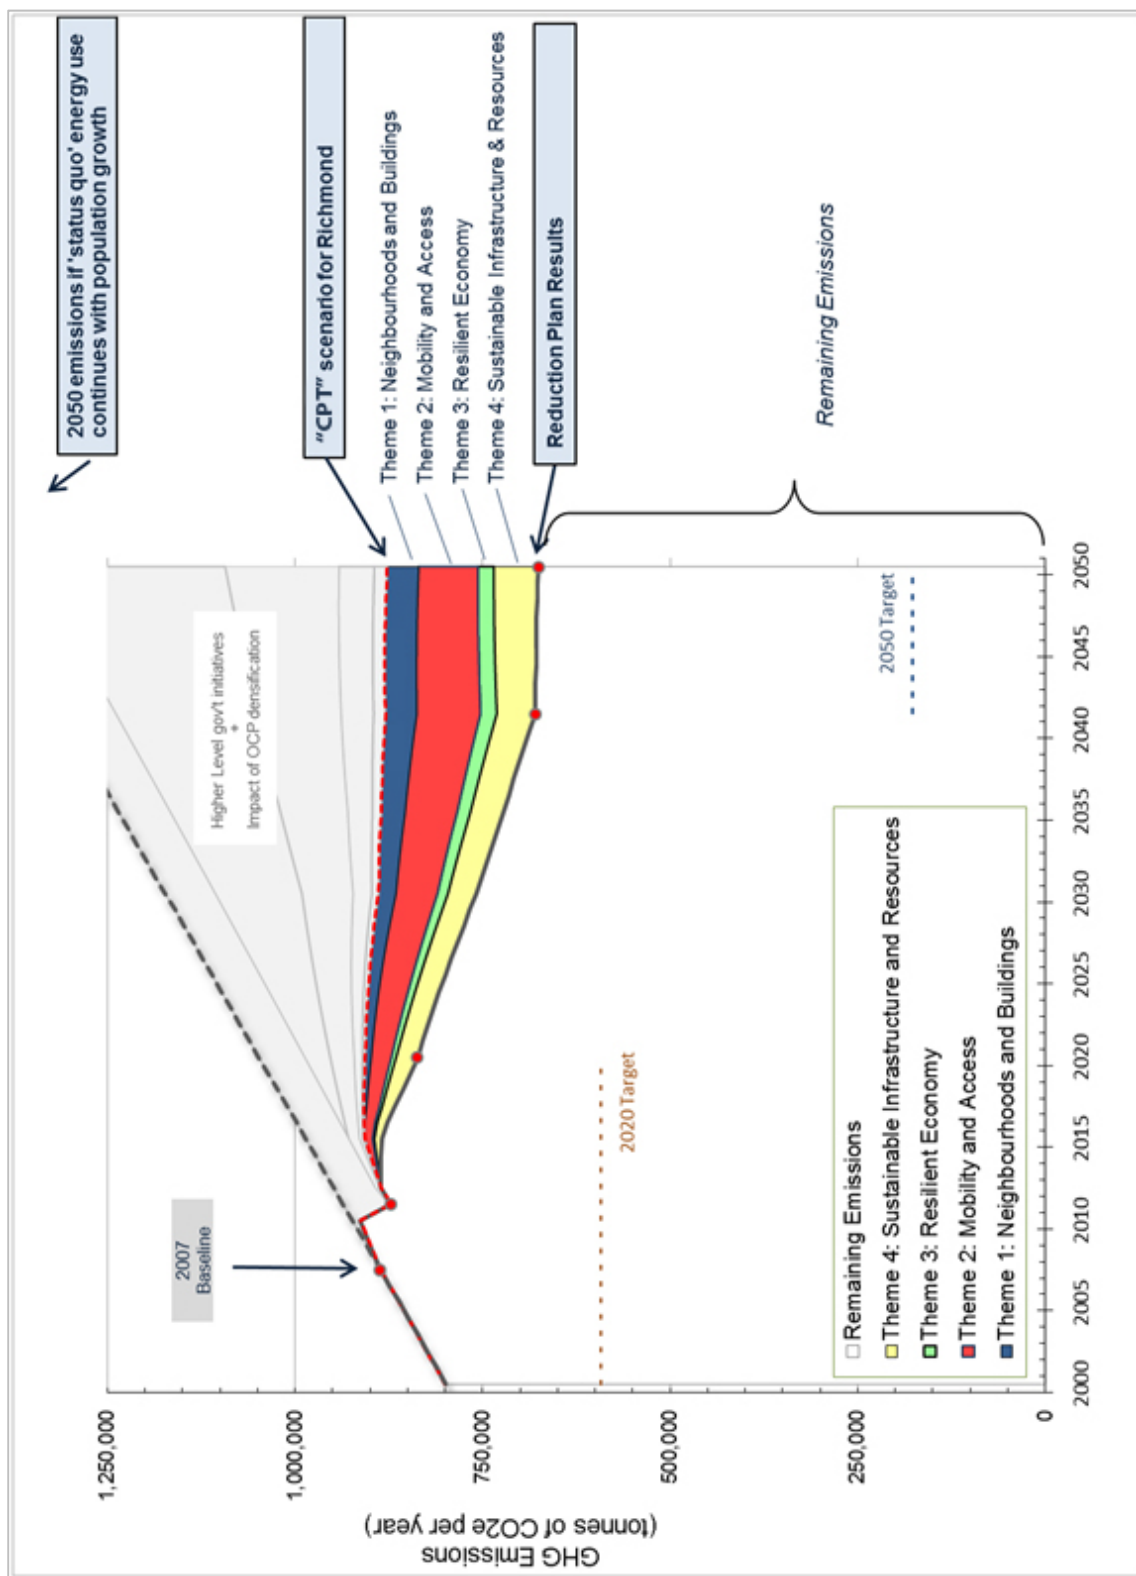 2050 emissions if 'status quo' energy use
continues with population growth
"CPT" scenario for Richmond
Theme 1: Neighbourhoods and Buildings
Theme 2: Mobility and Access
Theme 3: Resilient Economy
Theme 4: Sustainable Infrastructure & Resources
Reduction Plan Results
Remaining Emissions
Higher Level gov't initiatives
+
Impact of OCP densification
2007
Baseline
2020 Target
2050 Target
GHG Emissions
(tonnes of CO2e per year)
1,250,000
1,000,000
750,000
500,000
250,000
0
2000
2005
2010
2015
2020
2025
2030
2035
2040
2045
2050
Remaining Emissions
Theme 4: Sustainable Infrastructure and Resources
Theme 3: Resilient Economy
Theme 2: Mobility and Access
Theme 1: Neighbourhoods and Buildings